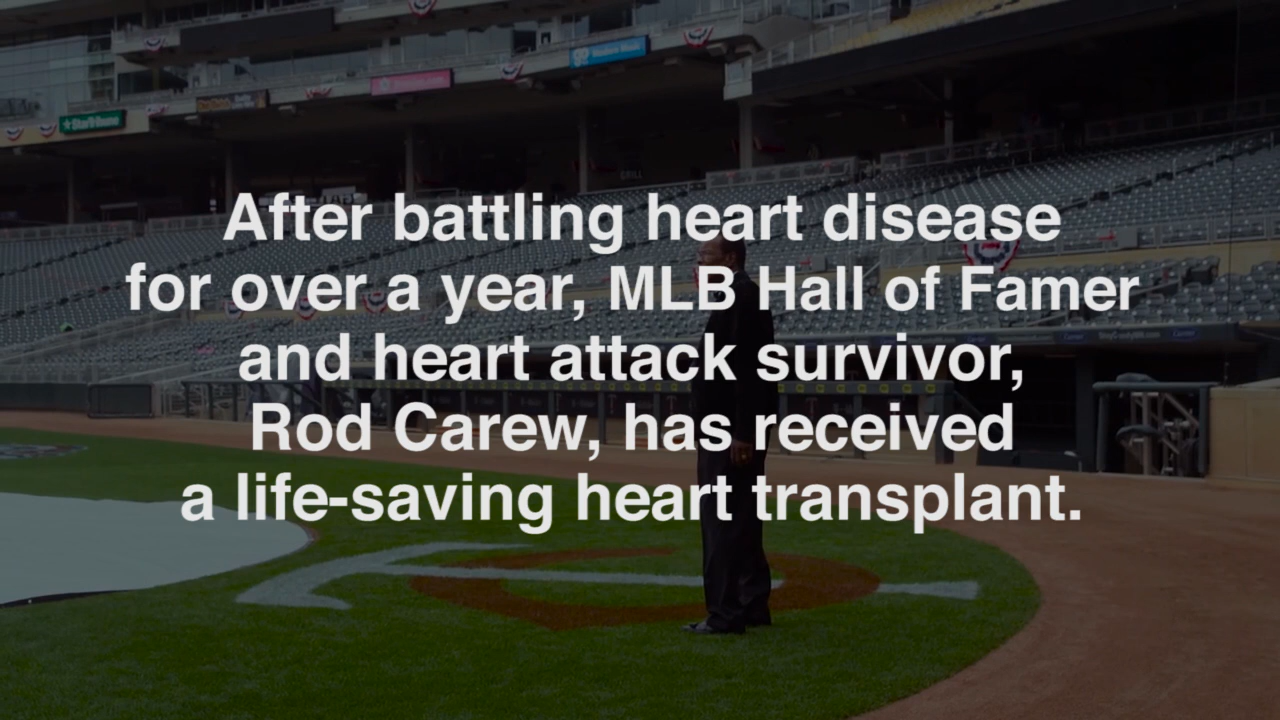 StarTribune
After battling heart disease
for over a year, MLB Hall of Famer
and heart attack survivor,
Rod Carew, has received
a life-saving heart transplant.